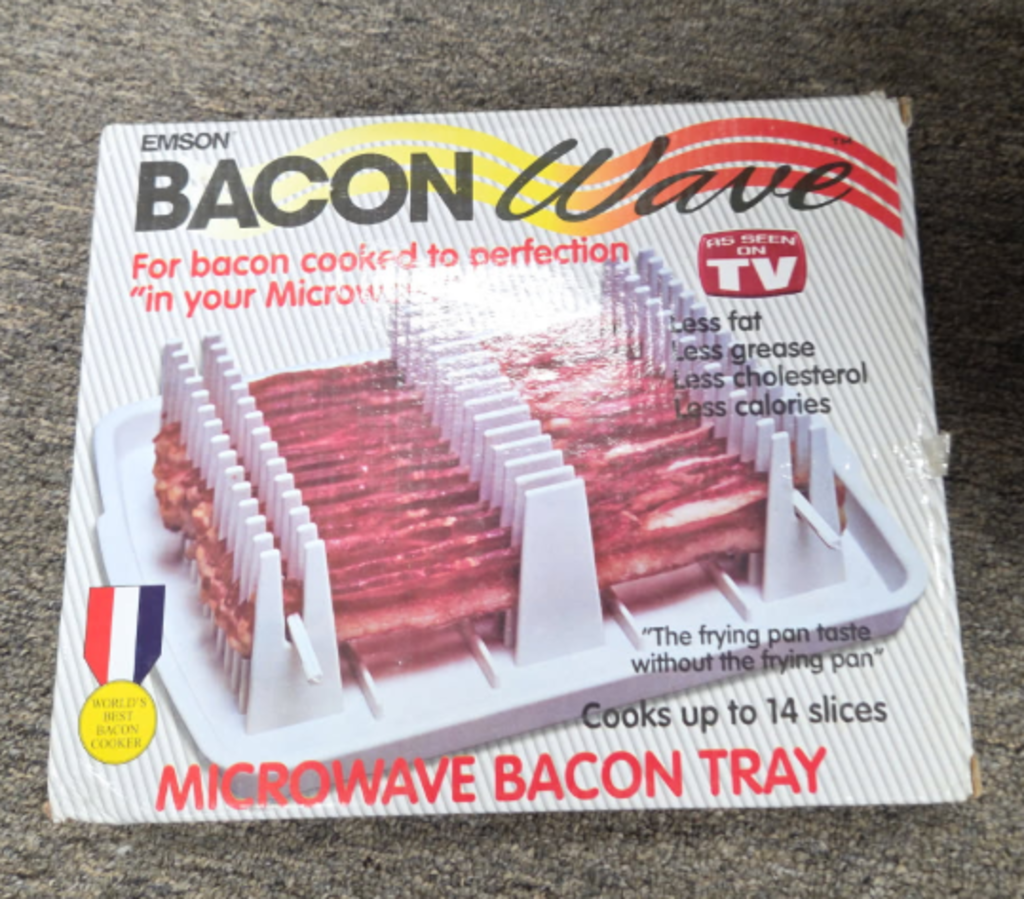 EMSON
BACON Wave™
For bacon cooked to perfection
"in your
AS SEEN
ON
TV
Less fat
Less grease
Less cholesterol
Less calories
"The frying pan taste
without the frying pan"
Cooks up to 14 slices
WORLD'S
BEST
BACON
COOKER
MICROWAVE BACON TRAY